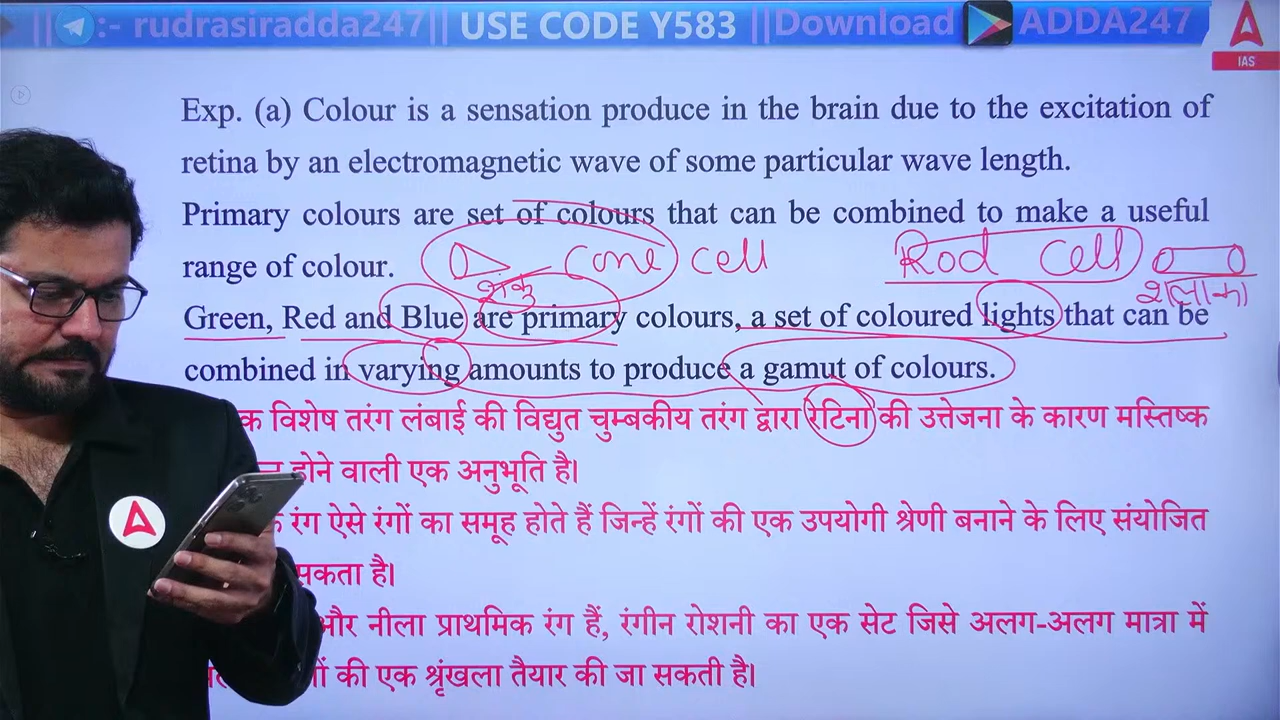 ||:- rudrasiradda247|| USE CODE Y583 ||Download ADDA247
IAS
Exp. (a) Colour is a sensation produce in the brain due to the excitation of
retina by an electromagnetic wave of some particular wave length.
Primary colours are set of colours that can be combined to make a useful
range of colour. cone cell Rod Cell
शंकु शलाका
Green, Red and Blue are primary colours, a set of coloured lights that can be
combined in varying amounts to produce a gamut of colours.
क विशेष तरंग लंबाई की विद्युत चुम्बकीय तरंग द्वारा रेटिना की उत्तेजना के कारण मस्तिष्क
होने वाली एक अनुभूति है।
रंग ऐसे रंगों का समूह होते हैं जिन्हें रंगों की एक उपयोगी श्रेणी बनाने के लिए संयोजित
सकता है।
और नीला प्राथमिक रंग हैं, रंगीन रोशनी का एक सेट जिसे अलग-अलग मात्रा में
की एक श्रृंखला तैयार की जा सकती है।